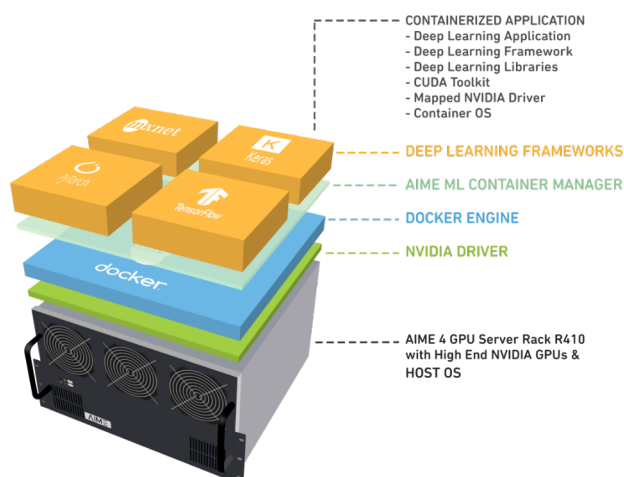 CONTAINERIZED APPLICATION
- Deep Learning Application
- Deep Learning Framework
- Deep Learning Libraries
- CUDA Toolkit
- Mapped NVIDIA Driver
- Container OS
mxnet
K
Keras
DEEP LEARNING FRAMEWORKS
PyTorch
TensorFlow
AIME ML CONTAINER MANAGER
DOCKER ENGINE
docker
NVIDIA DRIVER
AIME 4 GPU Server Rack R410
with High End NVIDIA GPUs &
HOST OS
AIME